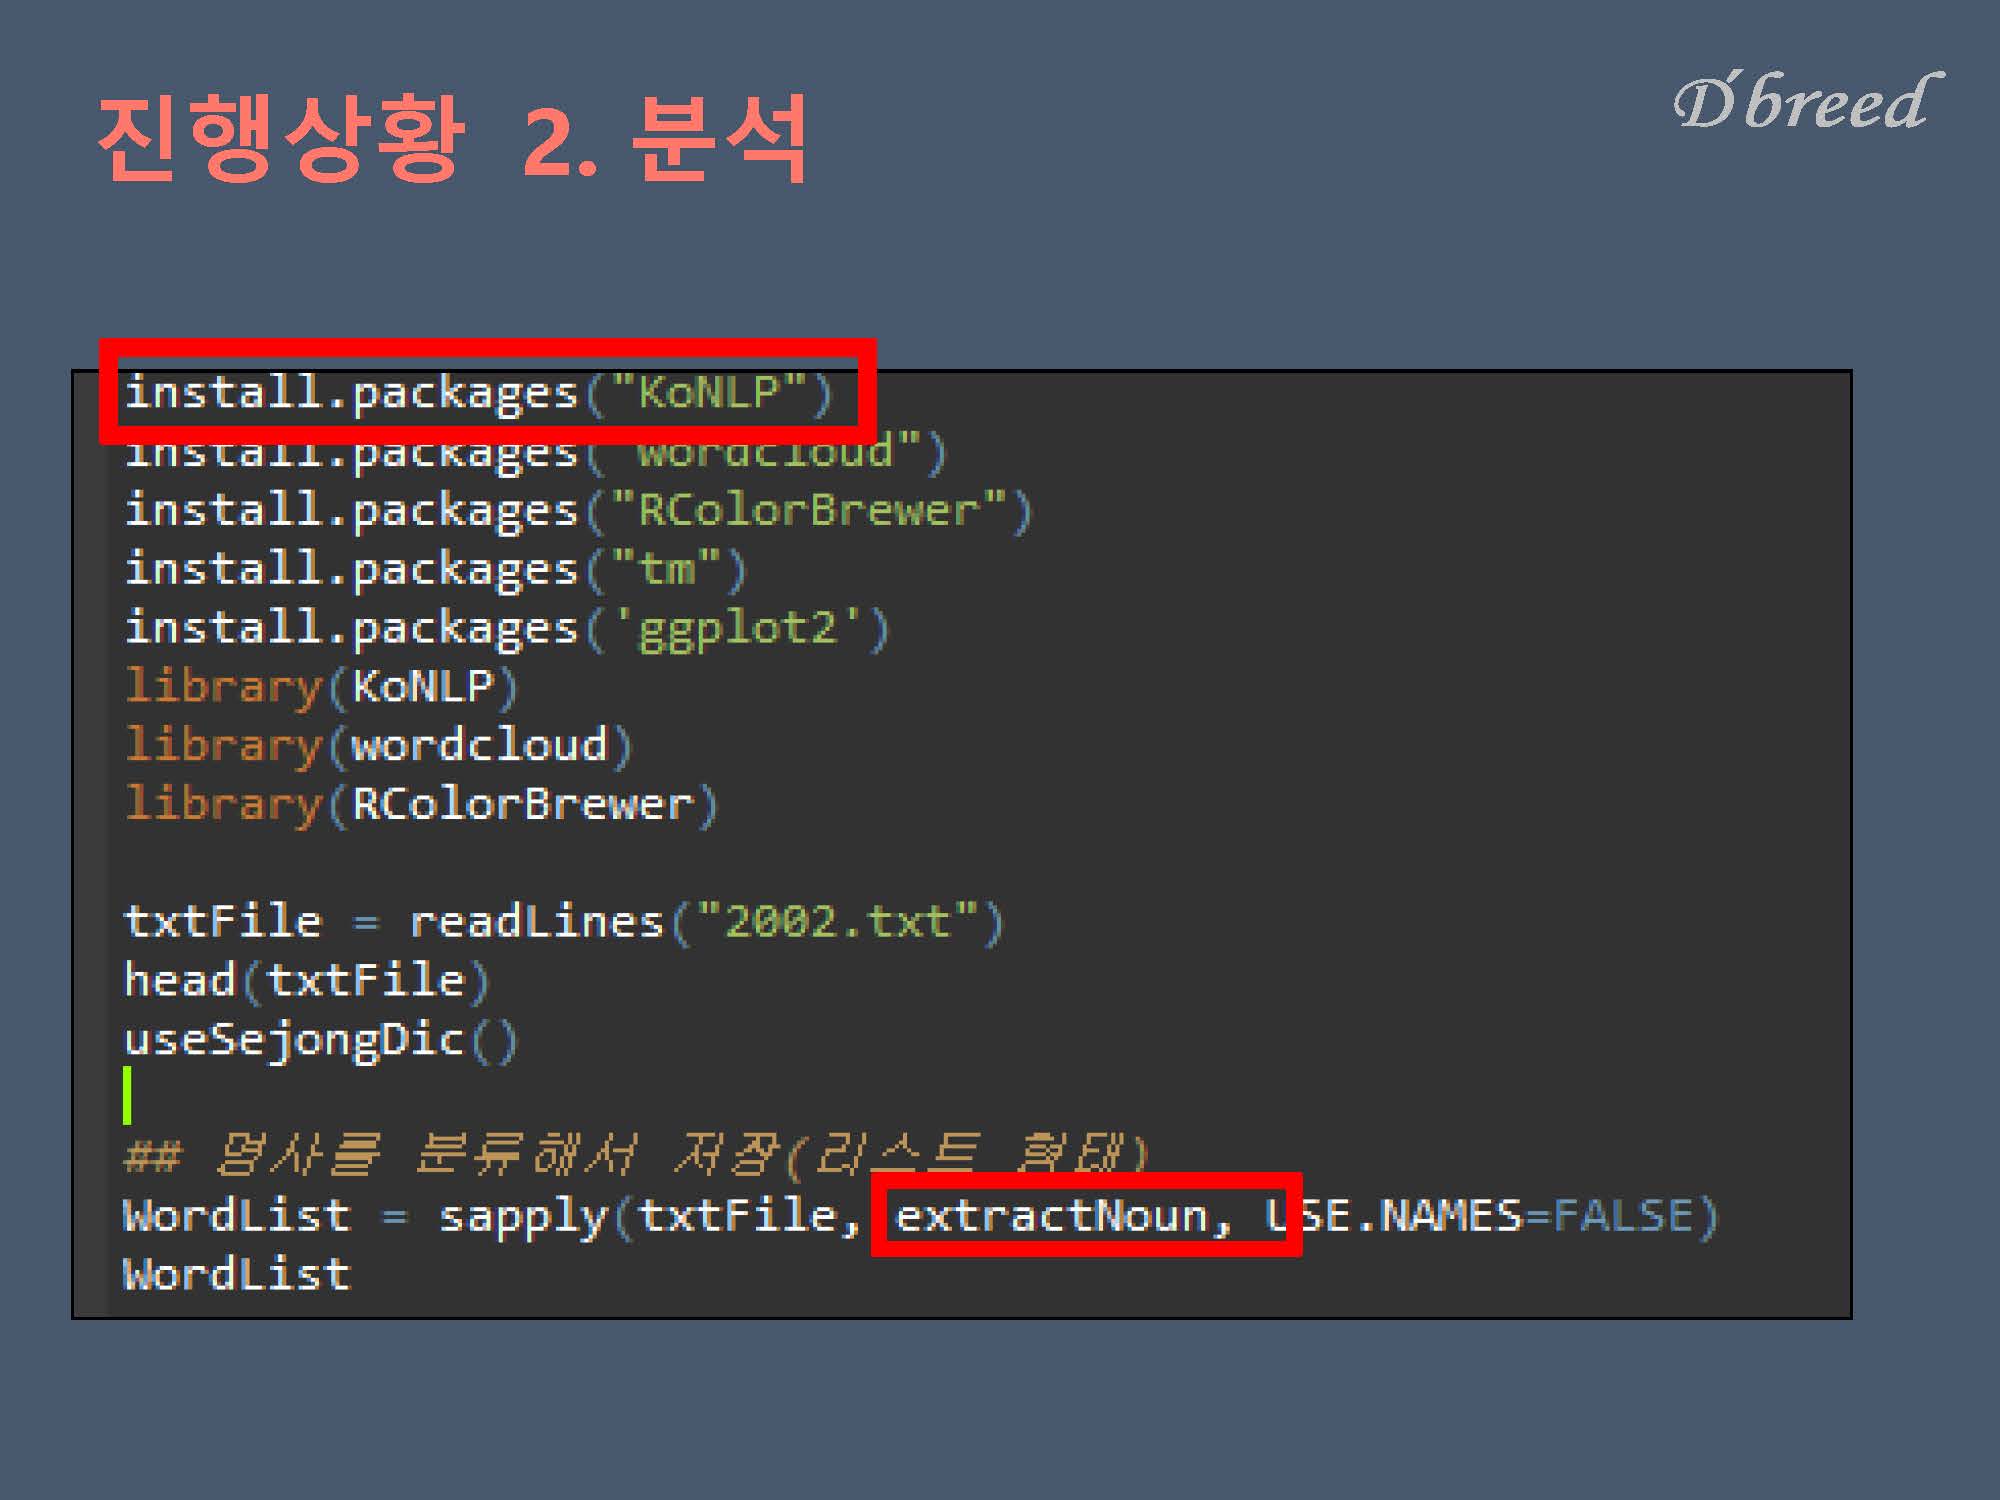 진행상황 2. 분석
D'breed
install.packages("KoNLP")
install.packages("wordcloud")
install.packages("RColorBrewer")
install.packages("tm")
install.packages('ggplot2')
library(KoNLP)
library(wordcloud)
library(RColorBrewer)
txtFile = readLines("2002.txt")
head(txtFile)
useSejongDic()
## 명사를 분류해서 저장(리스트 형태)
WordList = sapply(txtFile, extractNoun, USE.NAMES=FALSE)
WordList